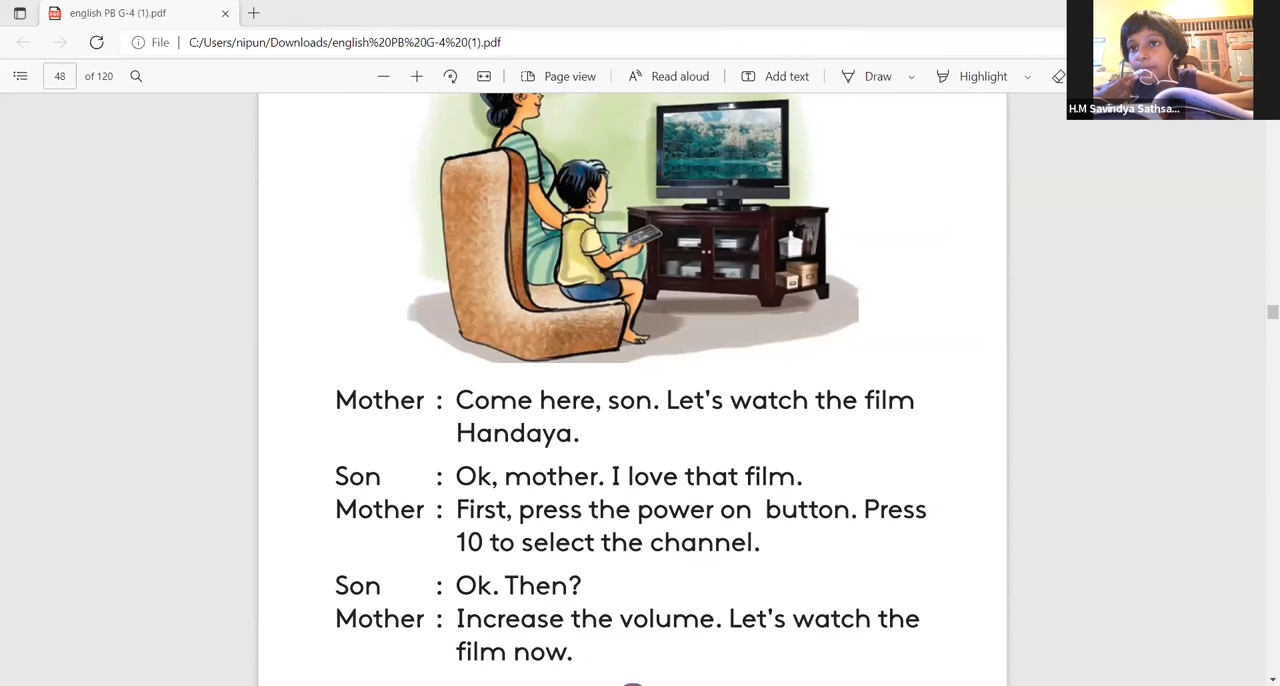 english PB G-4 (1).pdf
File | C:/Users/nipun/Downloads/english%20PB%20G-4%20(1).pdf
48 of 120 Page view Read aloud Add text Draw Highlight
H.M Savindya Sathsa...
Mother : Come here, son. Let's watch the film
Handaya.
Son : Ok, mother. I love that film.
Mother : First, press the power on button. Press
10 to select the channel.
Son : Ok. Then?
Mother : Increase the volume. Let's watch the
film now.